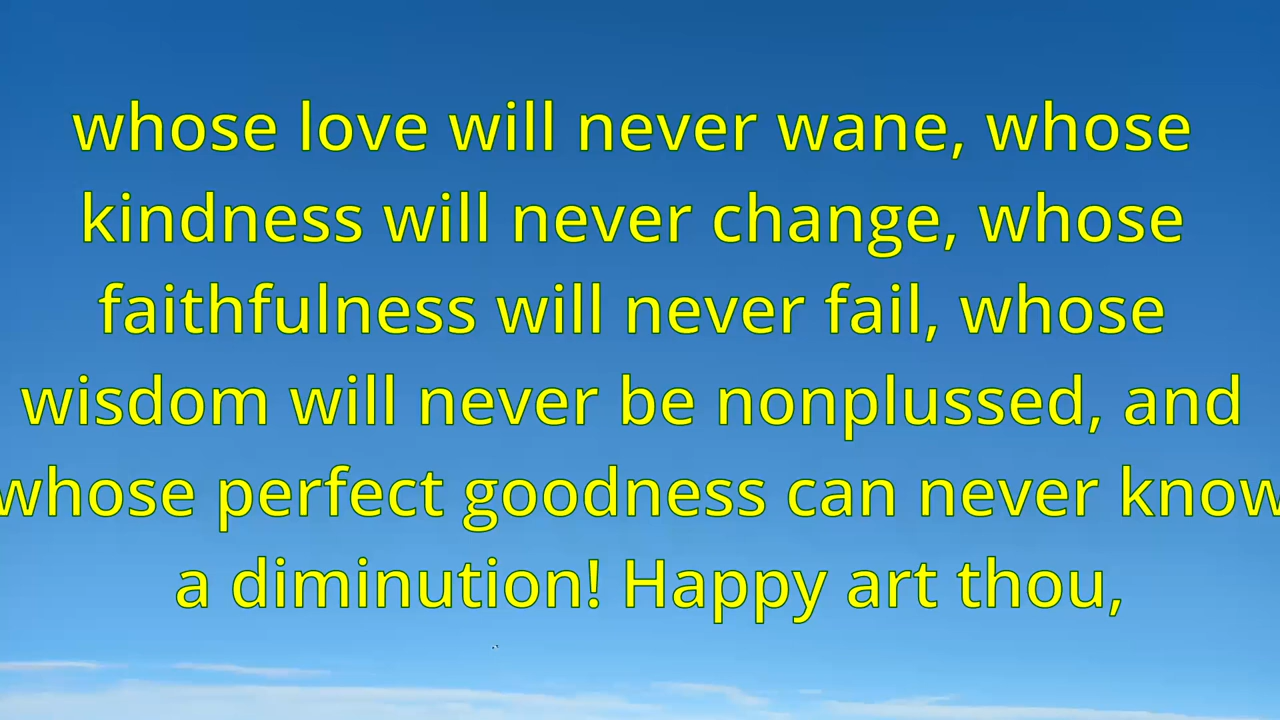 whose love will never wane, whose
kindness will never change, whose
faithfulness will never fail, whose
wisdom will never be nonplussed, and
whose perfect goodness can never know
a diminution! Happy art thou,